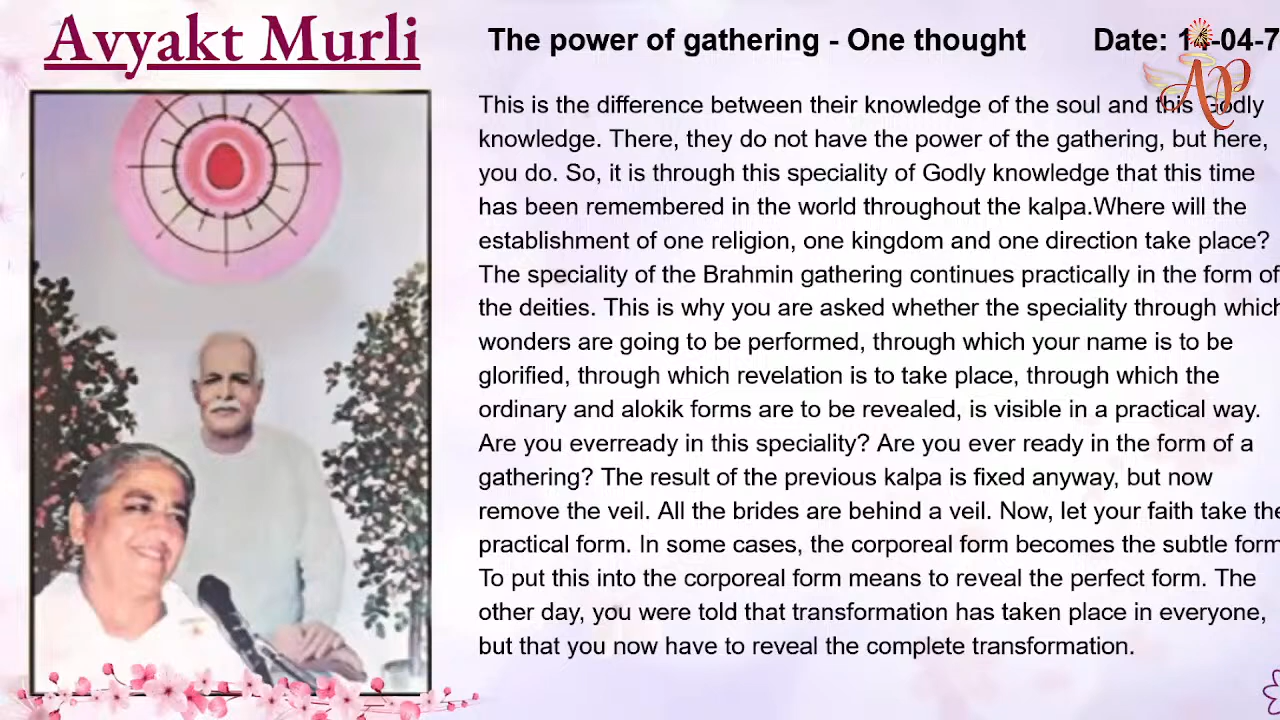 Avyakt Murli
The power of gathering - One thought Date: 14-04-7
This is the difference between their knowledge of the soul and this Godly
knowledge. There, they do not have the power of the gathering, but here,
you do. So, it is through this speciality of Godly knowledge that this time
has been remembered in the world throughout the kalpa.Where will the
establishment of one religion, one kingdom and one direction take place?
The speciality of the Brahmin gathering continues practically in the form of
the deities. This is why you are asked whether the speciality through which
wonders are going to be performed, through which your name is to be
glorified, through which revelation is to take place, through which the
ordinary and alokik forms are to be revealed, is visible in a practical way.
Are you everready in this speciality? Are you ever ready in the form of a
gathering? The result of the previous kalpa is fixed anyway, but now
remove the veil. All the brides are behind a veil. Now, let your faith take the
practical form. In some cases, the corporeal form becomes the subtle form
To put this into the corporeal form means to reveal the perfect form. The
other day, you were told that transformation has taken place in everyone,
but that you now have to reveal the complete transformation.
AP